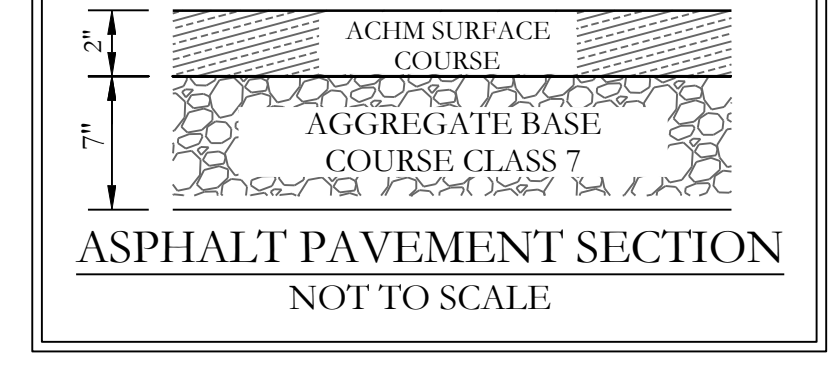 2"
ACHM SURFACE
COURSE
7"
AGGREGATE BASE
COURSE CLASS 7
ASPHALT PAVEMENT SECTION
NOT TO SCALE